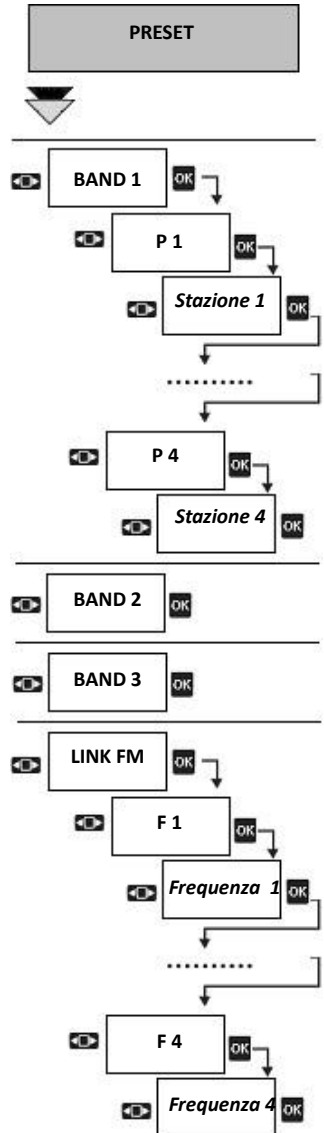 PRESET
BAND 1 OK
P 1 OK
Stazione 1 OK
..........
P 4 OK
Stazione 4 OK
BAND 2 OK
BAND 3 OK
LINK FM OK
F 1 OK
Frequenza 1 OK
..........
F 4 OK
Frequenza 4 OK